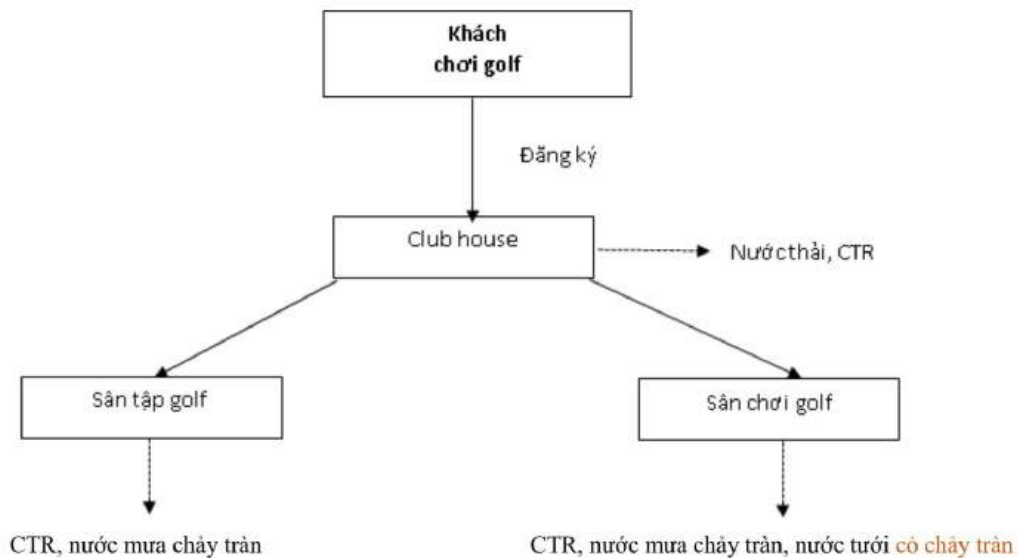 Khách
chơi golf
Đăng ký
Club house
Nước thải, CTR
Sân tập golf
Sân chơi golf
CTR, nước mưa chảy tràn
CTR, nước mưa chảy tràn, nước tưới cỏ chảy tràn